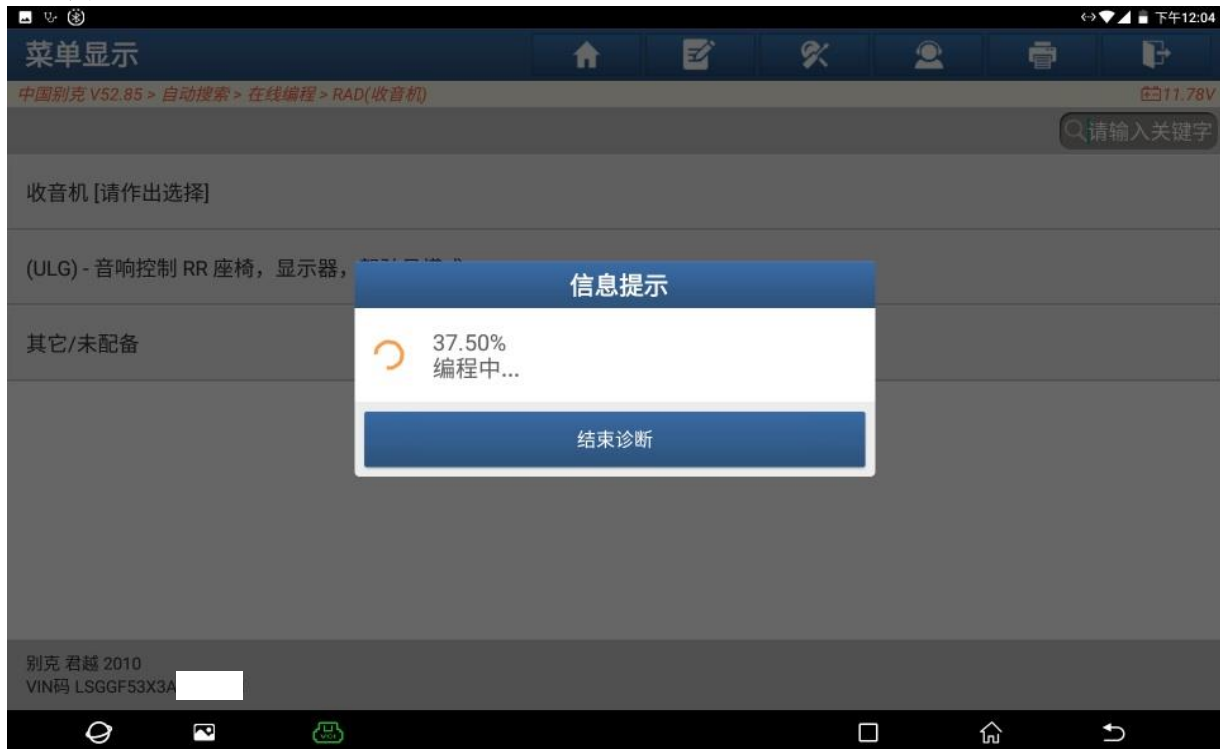 下午12:04
菜单显示
中国别克 V52.85 > 自动搜索 > 在线编程 > RAD(收音机)
11.78V
请输入关键字
收音机 [请作出选择]
(ULG) - 音响控制 RR 座椅，显示器，
信息提示
37.50%
编程中...
其它/未配备
结束诊断
别克 君越 2010
VIN码 LSGGF53X3A
VCI